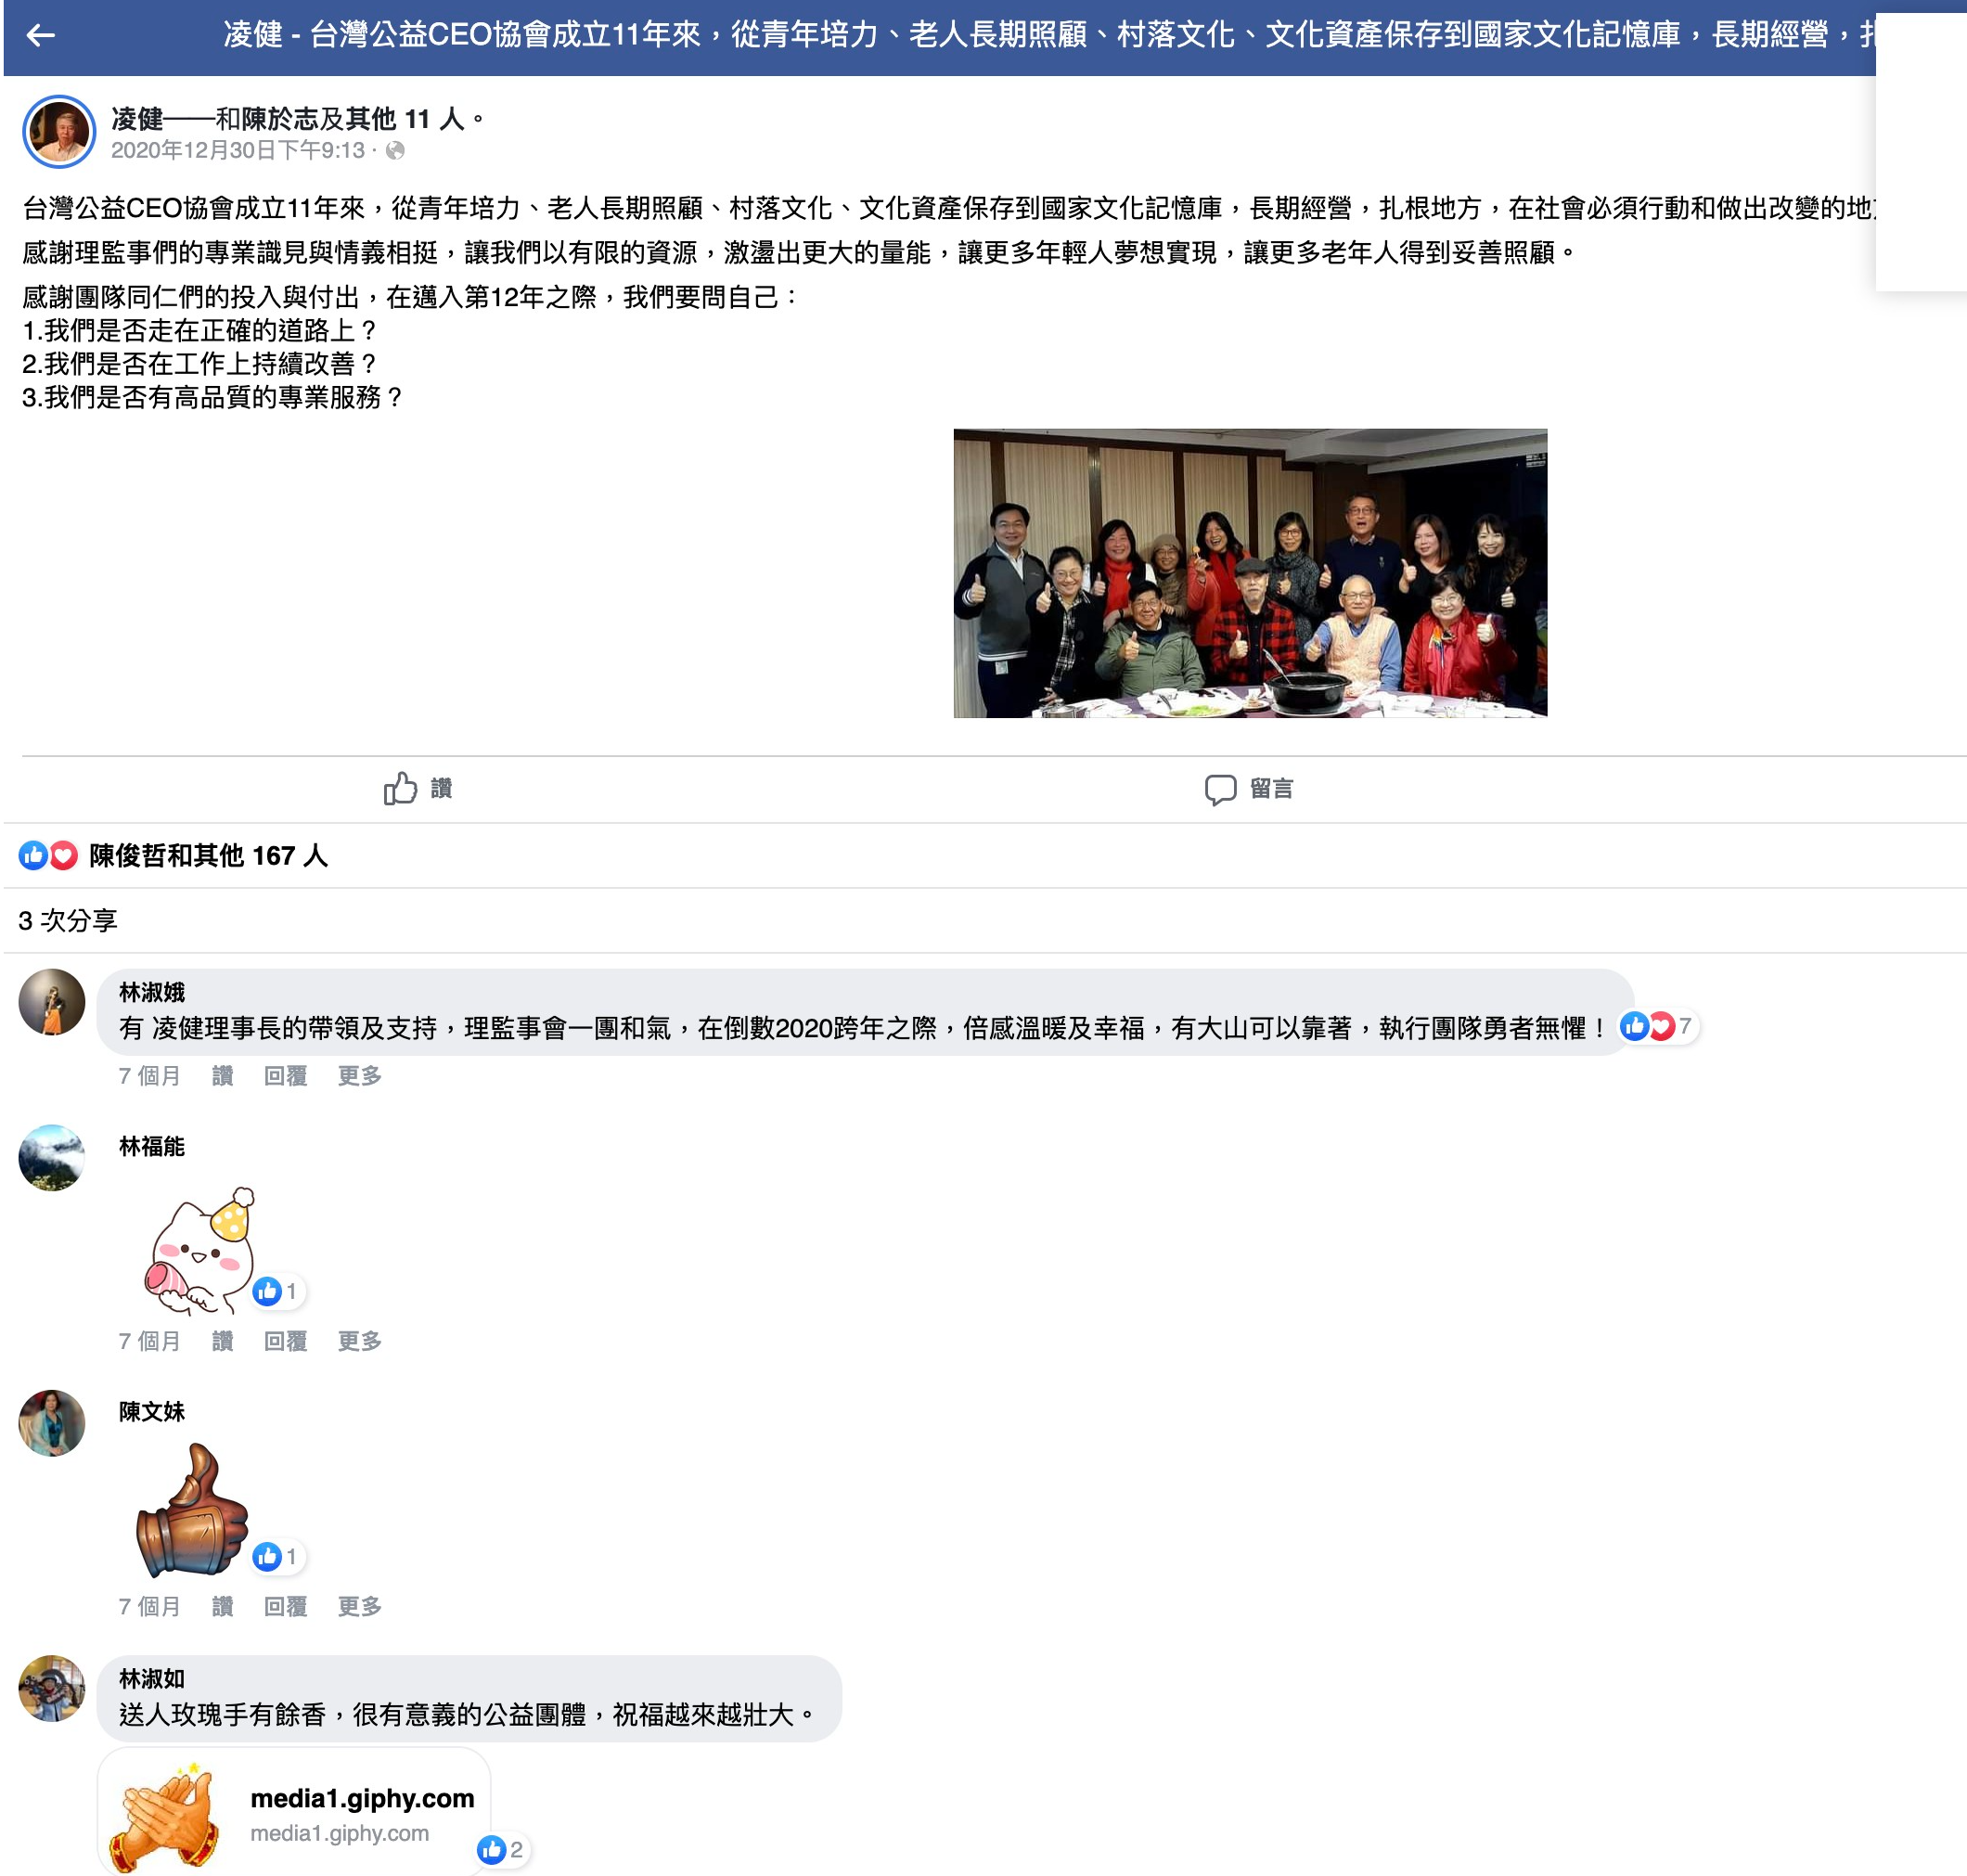 凌健 - 台灣公益CEO協會成立11年來，從青年培力、老人長期照顧、村落文化、文化資產保存到國家文化記憶庫，長期經營，扎
凌健——和陳於志及其他 11 人。
2020年12月30日下午9:13 ·
台灣公益CEO協會成立11年來，從青年培力、老人長期照顧、村落文化、文化資產保存到國家文化記憶庫，長期經營，扎根地方，在社會必須行動和做出改變的地
感謝理監事們的專業識見與情義相挺，讓我們以有限的資源，激盪出更大的量能，讓更多年輕人夢想實現，讓更多老年人得到妥善照顧。
感謝團隊同仁們的投入與付出，在邁入第12年之際，我們要問自己：
1.我們是否走在正確的道路上？
2.我們是否在工作上持續改善？
3.我們是否有高品質的專業服務？
讚
留言
陳俊哲和其他 167 人
3 次分享
林淑娥
有 凌健理事長的帶領及支持，理監事會一團和氣，在倒數2020跨年之際，倍感溫暖及幸福，有大山可以靠著，執行團隊勇者無懼！
7
7 個月 讚 回覆 更多
林福能
1
7 個月 讚 回覆 更多
陳文妹
1
7 個月 讚 回覆 更多
林淑如
送人玫瑰手有餘香，很有意義的公益團體，祝福越來越壯大。
media1.giphy.com
media1.giphy.com
2